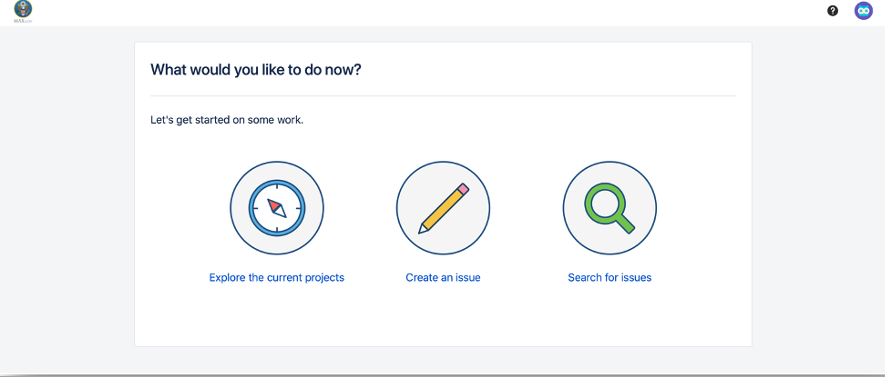 What would you like to do now?
Let's get started on some work.
Explore the current projects
Create an issue
Search for issues